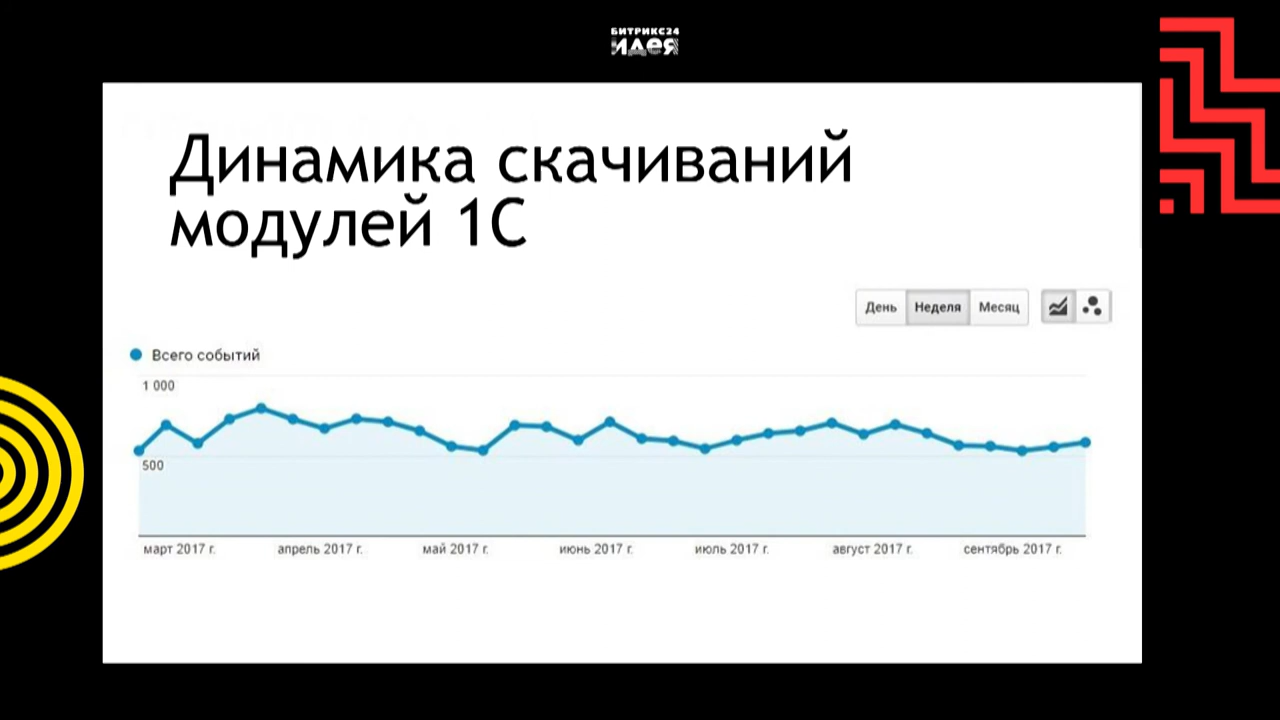 БИТРИКС24
идея
Динамика скачиваний
модулей 1С
День Неделя Месяц
Всего событий
1 000
500
март 2017 г. апрель 2017 г. май 2017 г. июнь 2017 г. июль 2017 г. август 2017 г. сентябрь 2017 г.